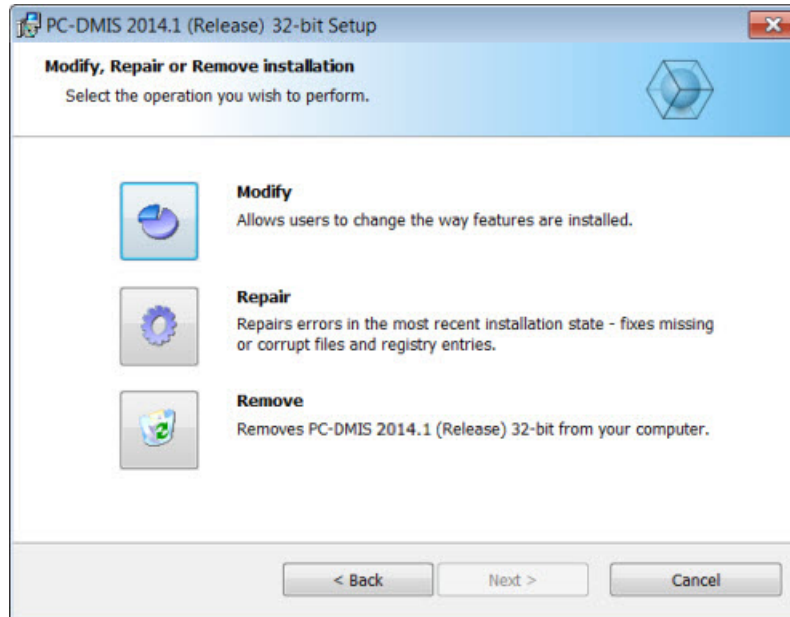 PC-DMIS 2014.1 (Release) 32-bit Setup
Modify, Repair or Remove installation
Select the operation you wish to perform.
Modify
Allows users to change the way features are installed.
Repair
Repairs errors in the most recent installation state - fixes missing
or corrupt files and registry entries.
Remove
Removes PC-DMIS 2014.1 (Release) 32-bit from your computer.
< Back Next > Cancel